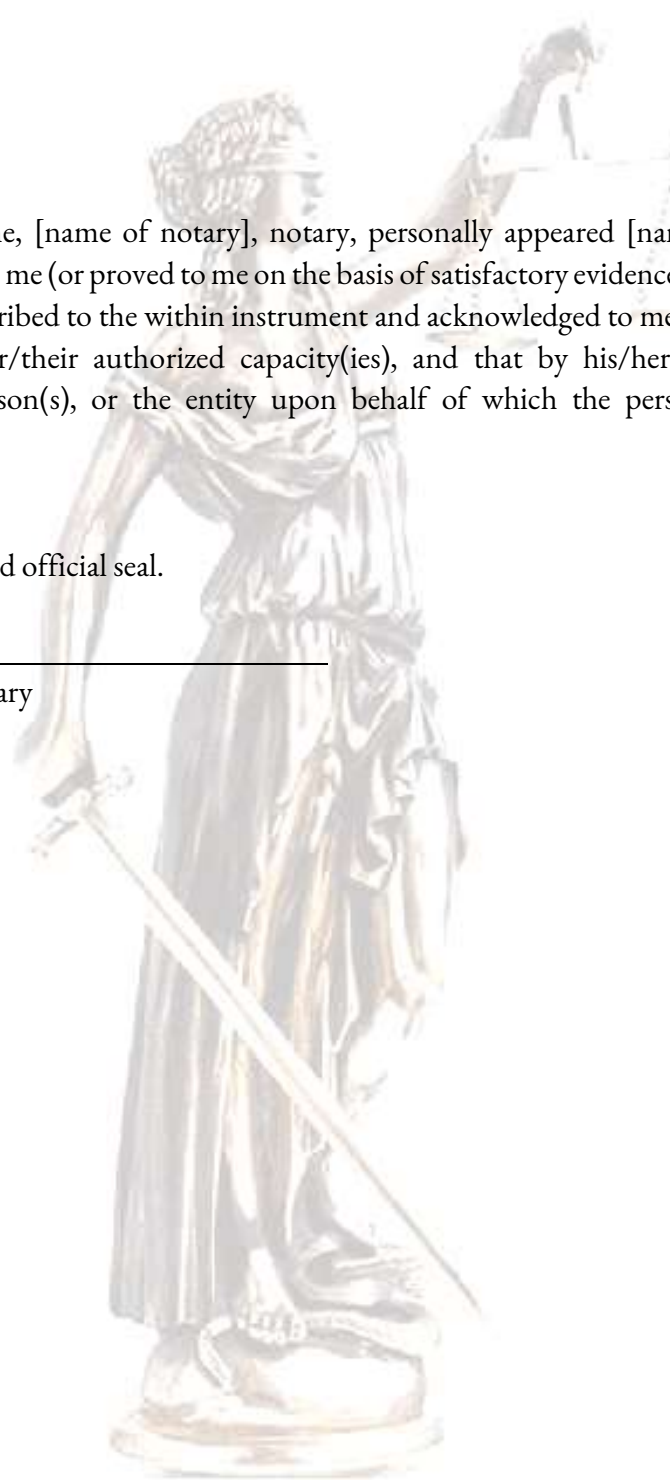 e, [name of notary], notary, personally appeared [nar
me (or proved to me on the basis of satisfactory evidence
ribed to the within instrument and acknowledged to me
r/their authorized capacity(ies), and that by his/her
son(s), or the entity upon behalf of which the pers
d official seal.
ary